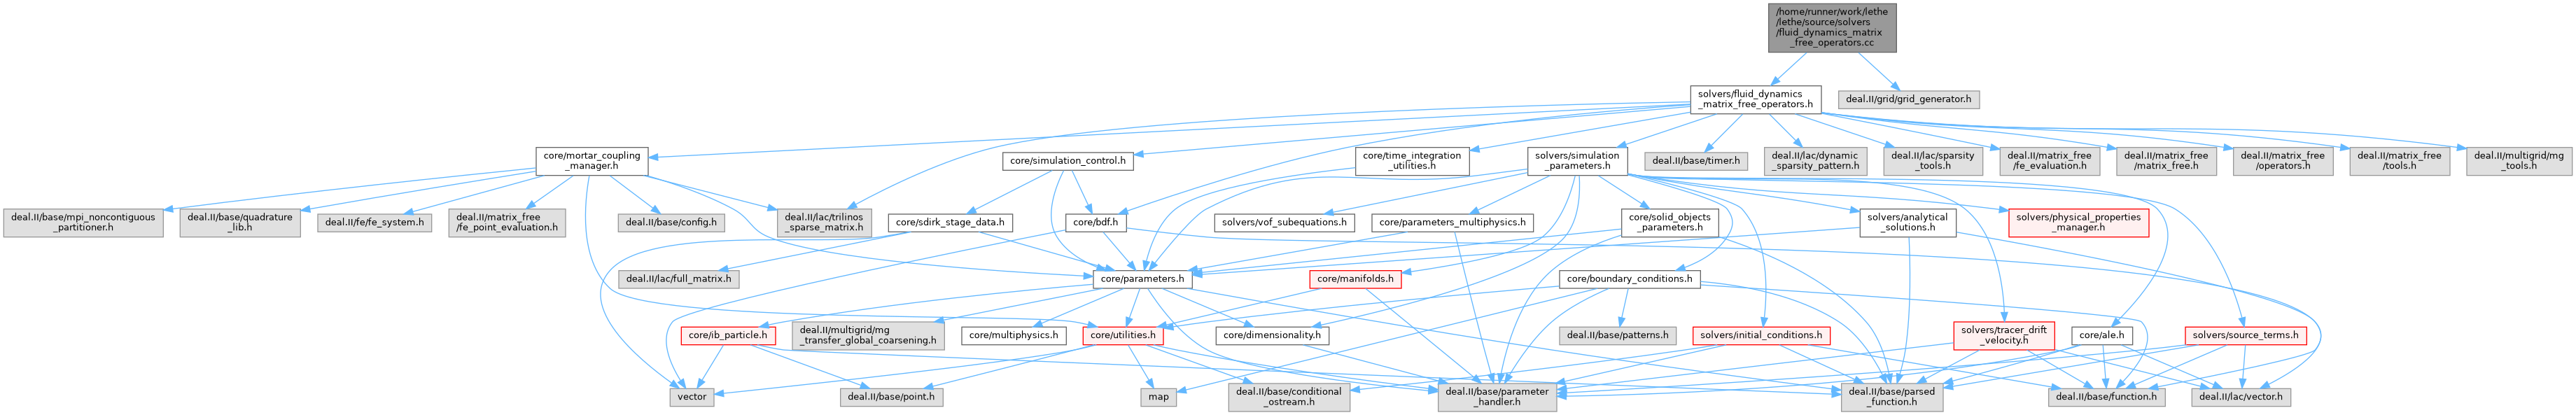 /home/runner/work/lethe
/lethe/source/solvers
/fluid_dynamics_matrix
_free_operators.cc
solvers/fluid_dynamics
_matrix_free_operators.h
deal.II/grid/grid_generator.h
core/mortar_coupling
_manager.h
core/simulation_control.h
core/time_integration
_utilities.h
solvers/simulation
_parameters.h
deal.II/base/timer.h
deal.II/lac/dynamic
_sparsity_pattern.h
deal.II/lac/sparsity
_tools.h
deal.II/matrix_free
/fe_evaluation.h
deal.II/matrix_free
/matrix_free.h
deal.II/matrix_free
/operators.h
deal.II/matrix_free
/tools.h
deal.II/multigrid/mg
_tools.h
deal.II/base/mpi_noncontiguous
_partitioner.h
deal.II/base/quadrature
_lib.h
deal.II/fe/fe_system.h
deal.II/matrix_free
/fe_point_evaluation.h
deal.II/base/config.h
deal.II/lac/trilinos
_sparse_matrix.h
core/sdirk_stage_data.h
core/bdf.h
solvers/vof_subequations.h
core/parameters_multiphysics.h
core/solid_objects
_parameters.h
solvers/analytical
_solutions.h
solvers/physical_properties
_manager.h
deal.II/lac/full_matrix.h
core/parameters.h
core/manifolds.h
core/boundary_conditions.h
core/ib_particle.h
deal.II/multigrid/mg
_transfer_global_coarsening.h
core/multiphysics.h
core/utilities.h
core/dimensionality.h
deal.II/base/patterns.h
solvers/initial_conditions.h
solvers/tracer_drift
_velocity.h
core/ale.h
solvers/source_terms.h
vector
deal.II/base/point.h
map
deal.II/base/conditional
_ostream.h
deal.II/base/parameter
_handler.h
deal.II/base/parsed
_function.h
deal.II/base/function.h
deal.II/lac/vector.h